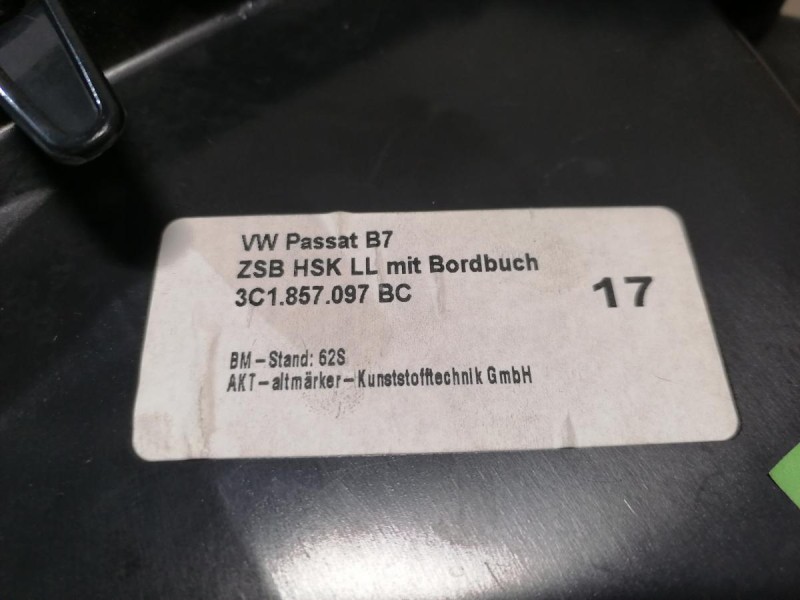 VW Passat B7
ZSB HSK LL mit Bordbuch
3C1.857.097 BC
17
BM-Stand: 62S
AKT-altmärker-Kunststofftechnik GmbH